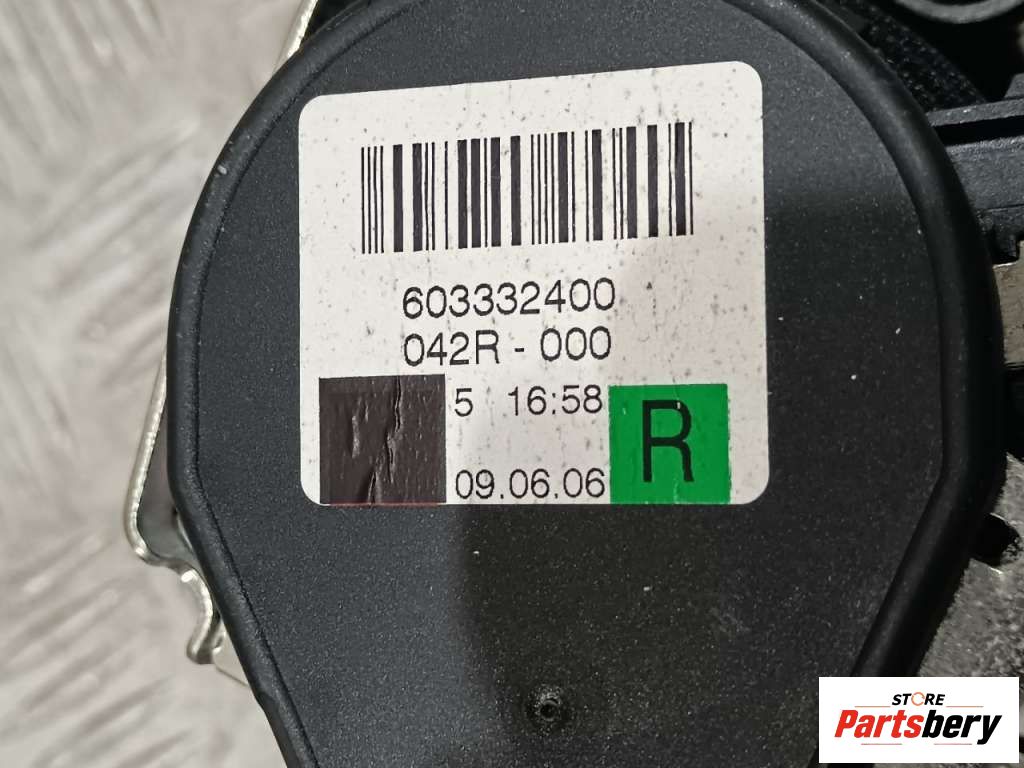 603332400
042R - 000
5 16:58
R
09.06.06
STORE
Partsbery